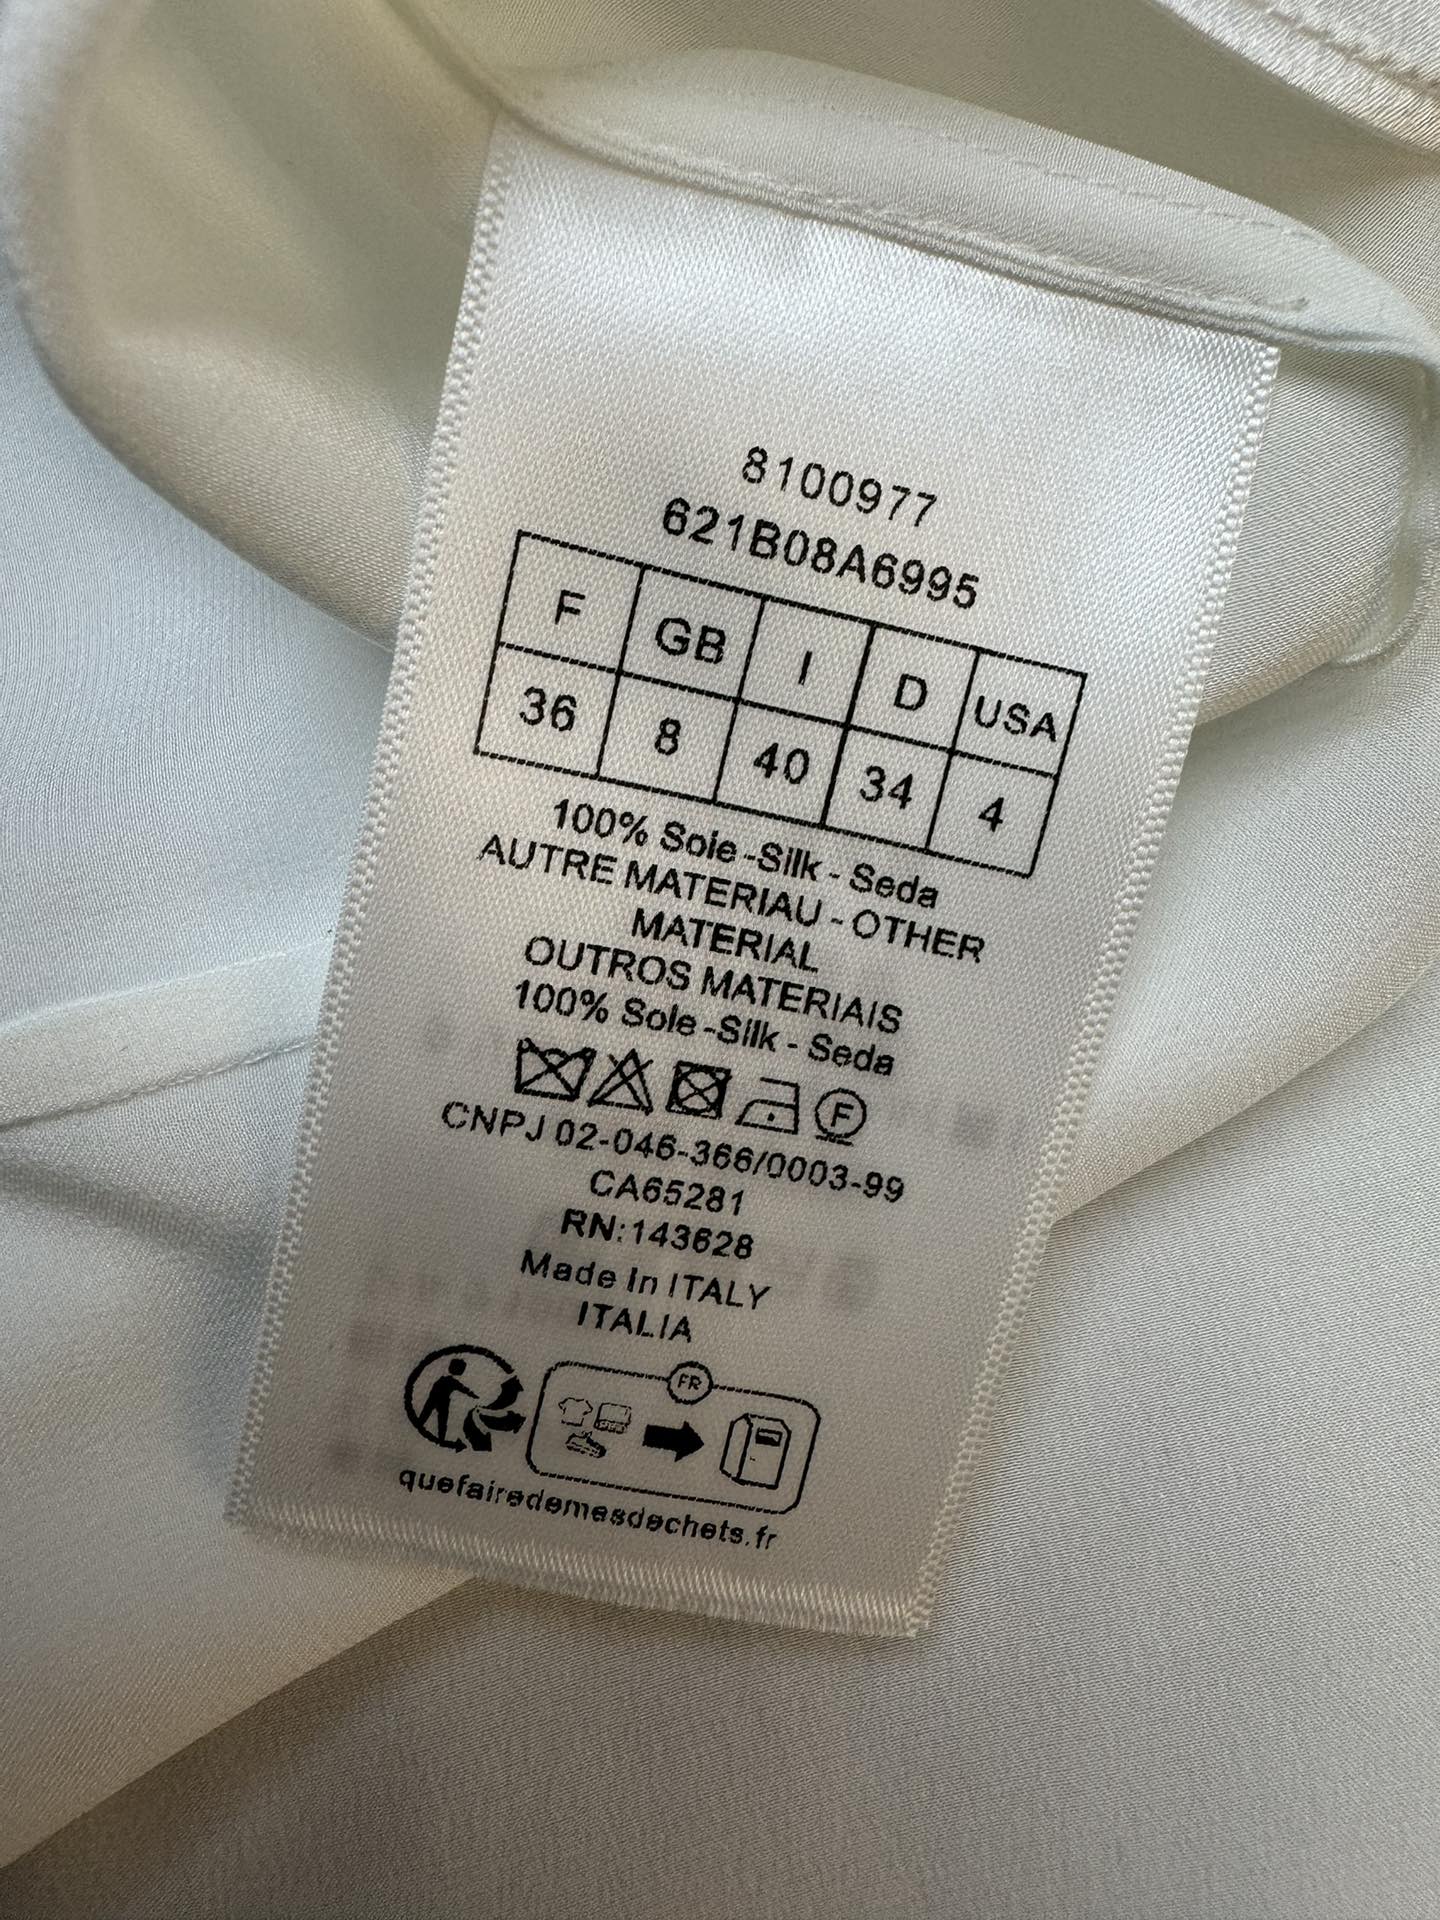 8100977
621B08A6995
F GB I D USA
36 8 40 34 4
100% Soie -Silk - Seda
AUTRE MATERIAU - OTHER
MATERIAL
OUTROS MATERIAIS
100% Soie -Silk - Seda
F
CNPJ 02-046-366/0003-99
CA65281
RN:143628
Made In ITALY
ITALIA
FR
quefairedemesdechets.fr